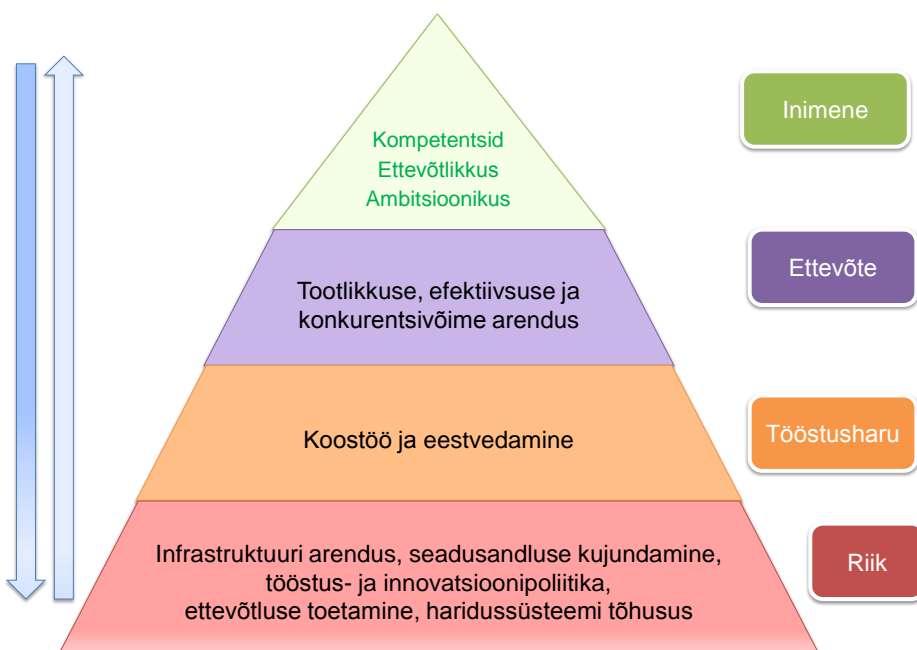 Inimene
Kompetentsid
Ettevõtlikkus
Ambitsioonikus
Ettevõte
Tootlikkuse, efektiivsuse ja
konkurentsivõime arendus
Tööstusharu
Koostöö ja eestvedamine
Riik
Infrastruktuuri arendus, seadusandluse kujundamine,
tööstus- ja innovatsioonipoliitika,
ettevõtluse toetamine, haridussüsteemi tõhusus